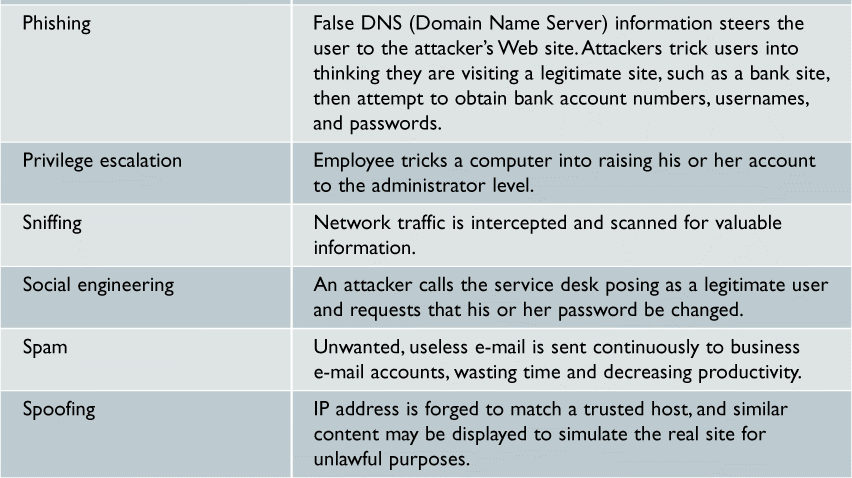 Phishing
False DNS (Domain Name Server) information steers the
user to the attacker’s Web site. Attackers trick users into
thinking they are visiting a legitimate site, such as a bank site,
then attempt to obtain bank account numbers, usernames,
and passwords.
Privilege escalation
Employee tricks a computer into raising his or her account
to the administrator level.
Sniffing
Network traffic is intercepted and scanned for valuable
information.
Social engineering
An attacker calls the service desk posing as a legitimate user
and requests that his or her password be changed.
Spam
Unwanted, useless e-mail is sent continuously to business
e-mail accounts, wasting time and decreasing productivity.
Spoofing
IP address is forged to match a trusted host, and similar
content may be displayed to simulate the real site for
unlawful purposes.